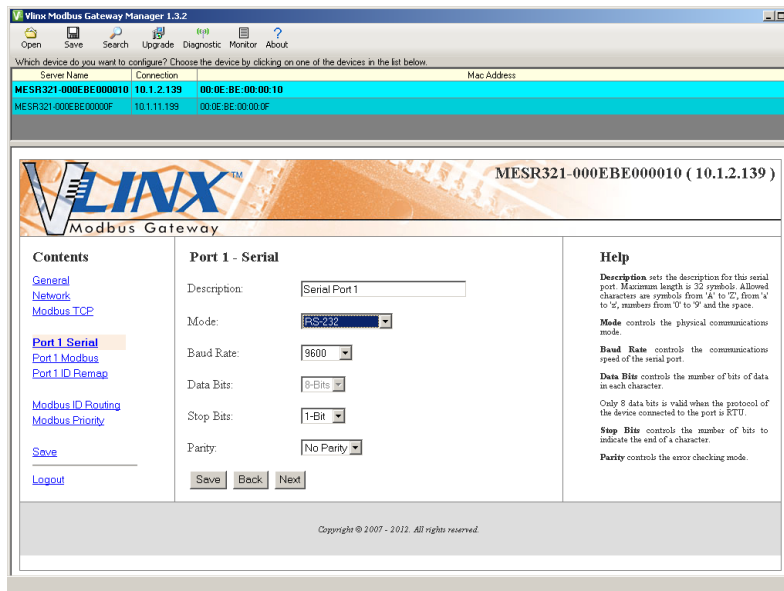 Vlinx Modbus Gateway Manager 1.3.2
Open Save Search Upgrade Diagnostic Monitor About
Which device do you want to configure? Choose the device by clicking on one of the devices in the list below.
Server Name Connection Mac Address
MESR321-000EBE000010 10.1.2.139 00:0E:BE:00:00:10
MESR321-000EBE00000F 10.1.11.199 00:0E:BE:00:00:0F
VLINX™
Modbus Gateway
MESR321-000EBE000010 ( 10.1.2.139 )
Contents
General
Network
Modbus TCP
Port 1 Serial
Port 1 Modbus
Port 1 ID Remap
Modbus ID Routing
Modbus Priority
Save
Logout
Port 1 - Serial
Description: Serial Port 1
Mode: RS-232
Baud Rate: 9600
Data Bits: 8-Bits
Stop Bits: 1-Bit
Parity: No Parity
Save Back Next
Help
Description sets the description for this serial
port. Maximum length is 32 symbols. Allowed
characters are symbols from 'A' to 'Z', from 'a'
to 'z', numbers from '0' to '9' and the space.
Mode controls the physical communications
mode.
Baud Rate controls the communications
speed of the serial port.
Data Bits controls the number of bits of data
in each character.
Only 8 data bits is valid when the protocol of
the device connected to the port is RTU.
Stop Bits controls the number of bits to
indicate the end of a character.
Parity controls the error checking mode.
Copyright © 2007 - 2012. All rights reserved.